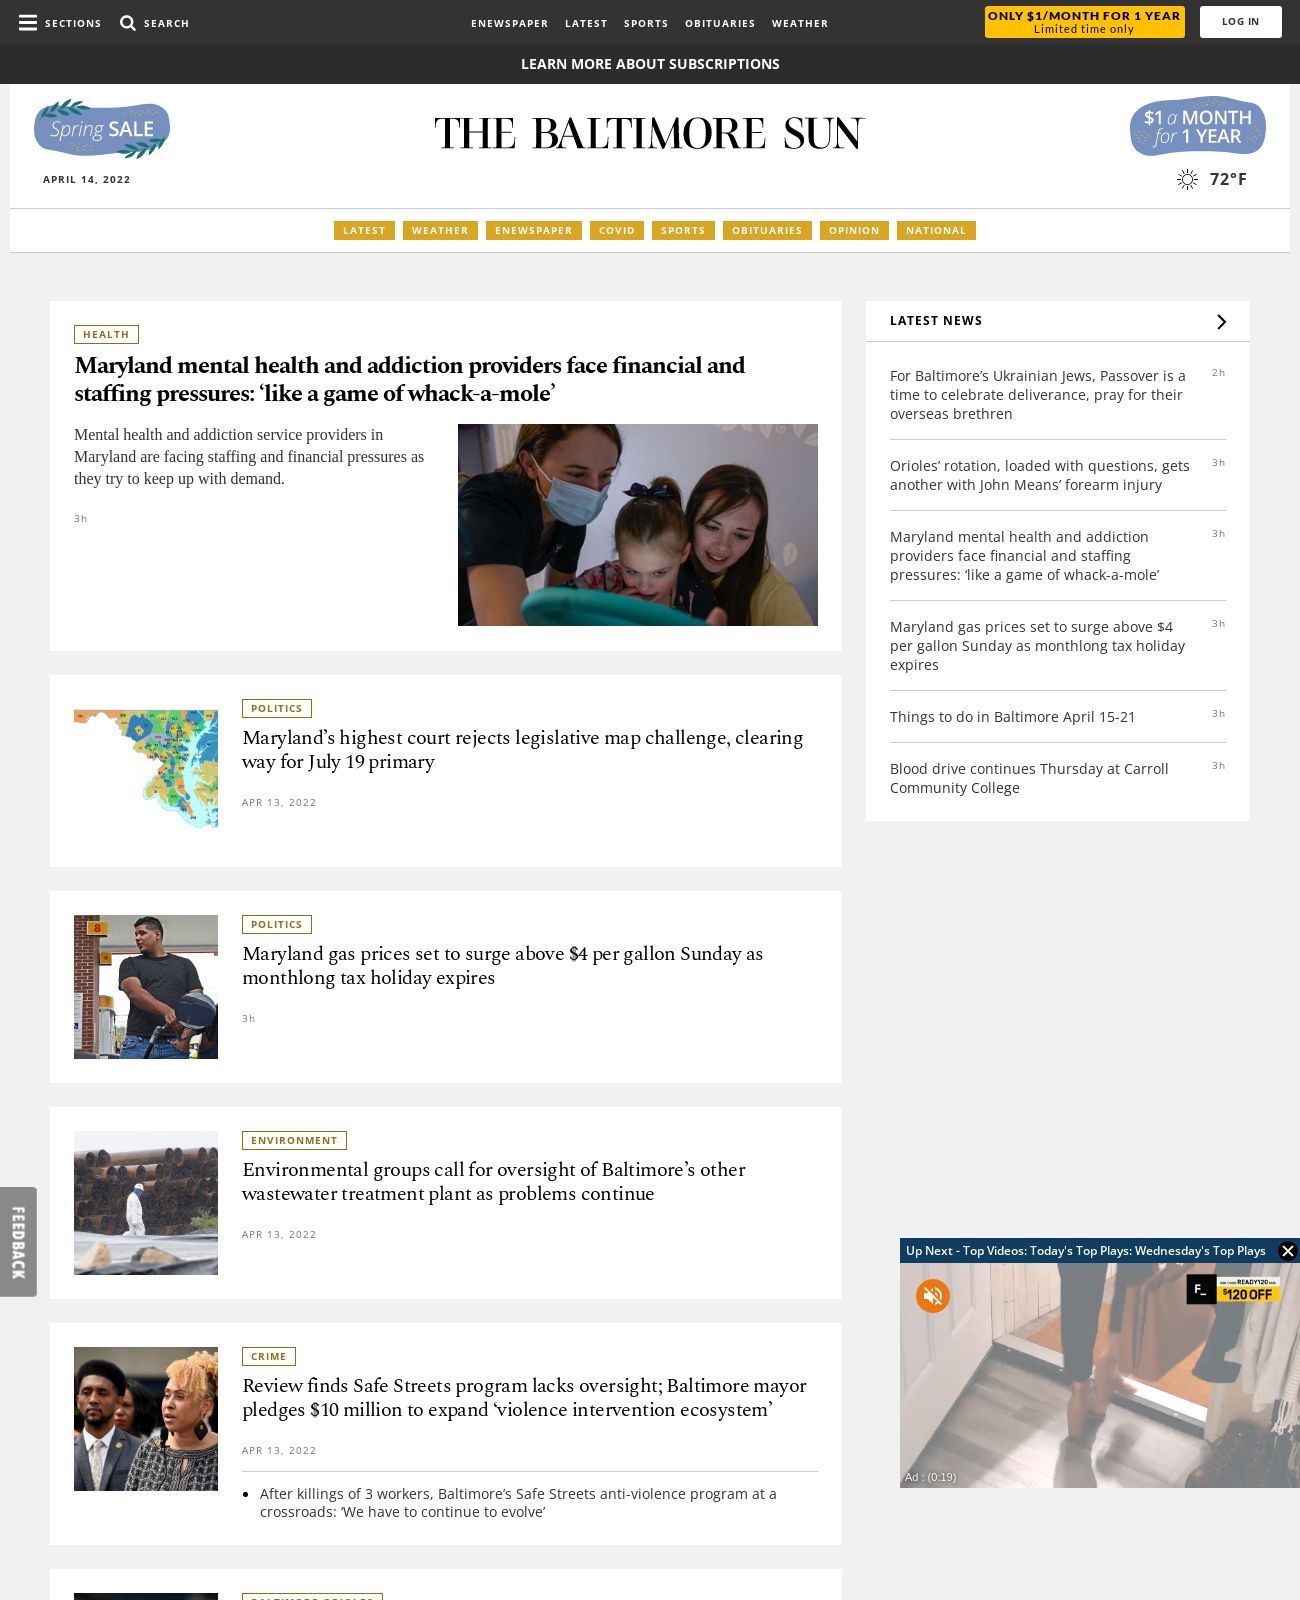 SECTIONS
SEARCH
ENEWSPAPER
LATEST
SPORTS
OBITUARIES
WEATHER
ONLY $1/MONTH FOR 1 YEAR
Limited time only
LOG IN
LEARN MORE ABOUT SUBSCRIPTIONS
Spring SALE
THE BALTIMORE SUN
$1 a MONTH
for 1 YEAR
APRIL 14, 2022
72°F
LATEST
WEATHER
ENEWSPAPER
COVID
SPORTS
OBITUARIES
OPINION
NATIONAL
HEALTH
Maryland mental health and addiction providers face financial and
staffing pressures: ‘like a game of whack-a-mole’
Mental health and addiction service providers in
Maryland are facing staffing and financial pressures as
they try to keep up with demand.
3h
POLITICS
Maryland’s highest court rejects legislative map challenge, clearing
way for July 19 primary
APR 13, 2022
8
POLITICS
Maryland gas prices set to surge above $4 per gallon Sunday as
monthlong tax holiday expires
3h
ENVIRONMENT
Environmental groups call for oversight of Baltimore’s other
wastewater treatment plant as problems continue
APR 13, 2022
CRIME
Review finds Safe Streets program lacks oversight; Baltimore mayor
pledges $10 million to expand ‘violence intervention ecosystem’
APR 13, 2022
After killings of 3 workers, Baltimore’s Safe Streets anti-violence program at a
crossroads: ‘We have to continue to evolve’
LATEST NEWS
For Baltimore’s Ukrainian Jews, Passover is a
time to celebrate deliverance, pray for their
overseas brethren
2h
Orioles’ rotation, loaded with questions, gets
another with John Means’ forearm injury
3h
Maryland mental health and addiction
providers face financial and staffing
pressures: ‘like a game of whack-a-mole’
3h
Maryland gas prices set to surge above $4
per gallon Sunday as monthlong tax holiday
expires
3h
Things to do in Baltimore April 15-21
3h
Blood drive continues Thursday at Carroll
Community College
3h
FEEDBACK
Up Next - Top Videos: Today's Top Plays: Wednesday's Top Plays
F_
READY120
$120 OFF
Ad : (0:19)